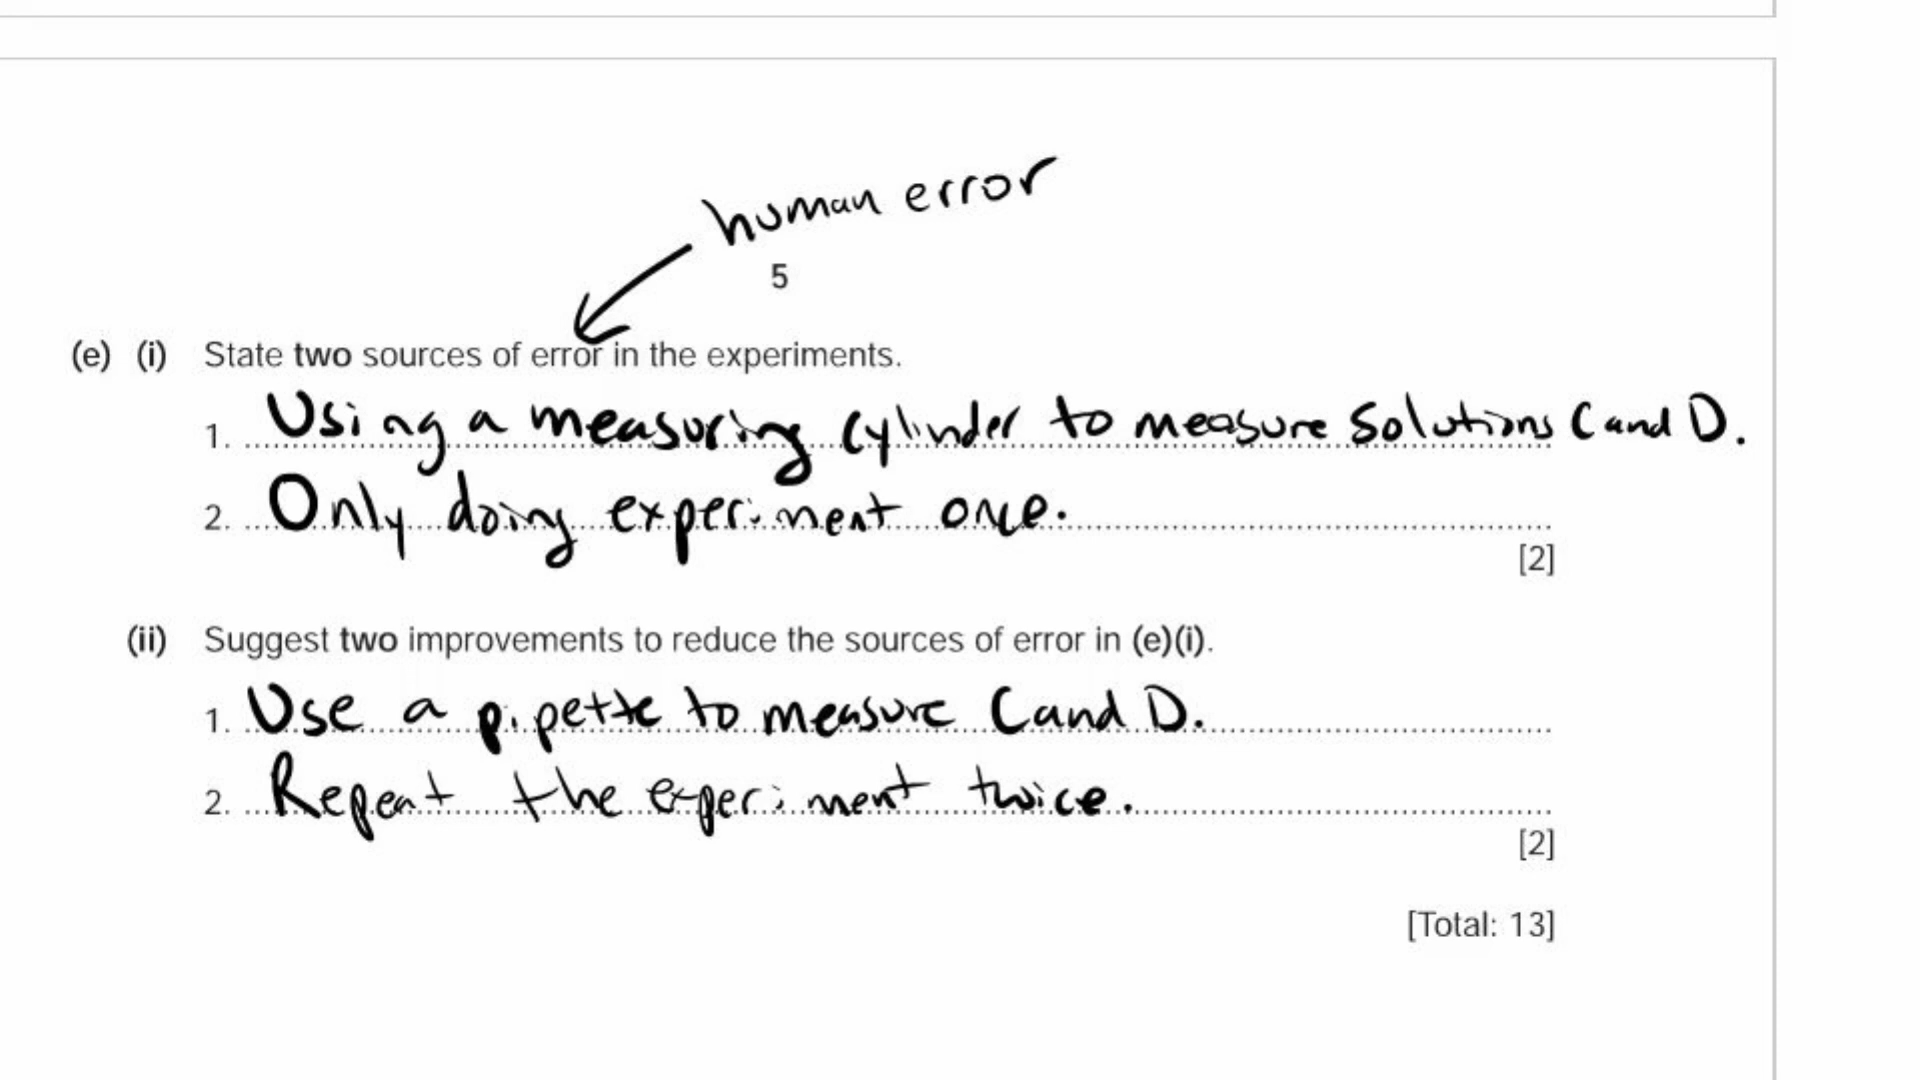 human error
5
(e) (i) State two sources of error in the experiments.
1. Using a measuring cylinder to measure solutions C and D.
2. Only doing experiment once.
[2]
(ii) Suggest two improvements to reduce the sources of error in (e)(i).
1. Use a pipette to measure C and D.
2. Repeat the experiment twice.
[2]
[Total: 13]